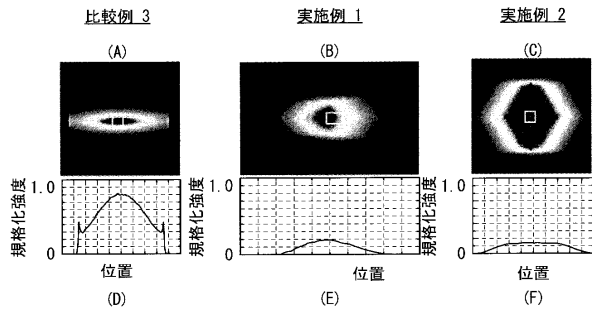 比較例 3
実施例 1
実施例 2
(A)
(B)
(C)
規格化強度
1.0
0
位置
(D)
規格化強度
1.0
0
位置
(E)
規格化強度
1.0
0
位置
(F)